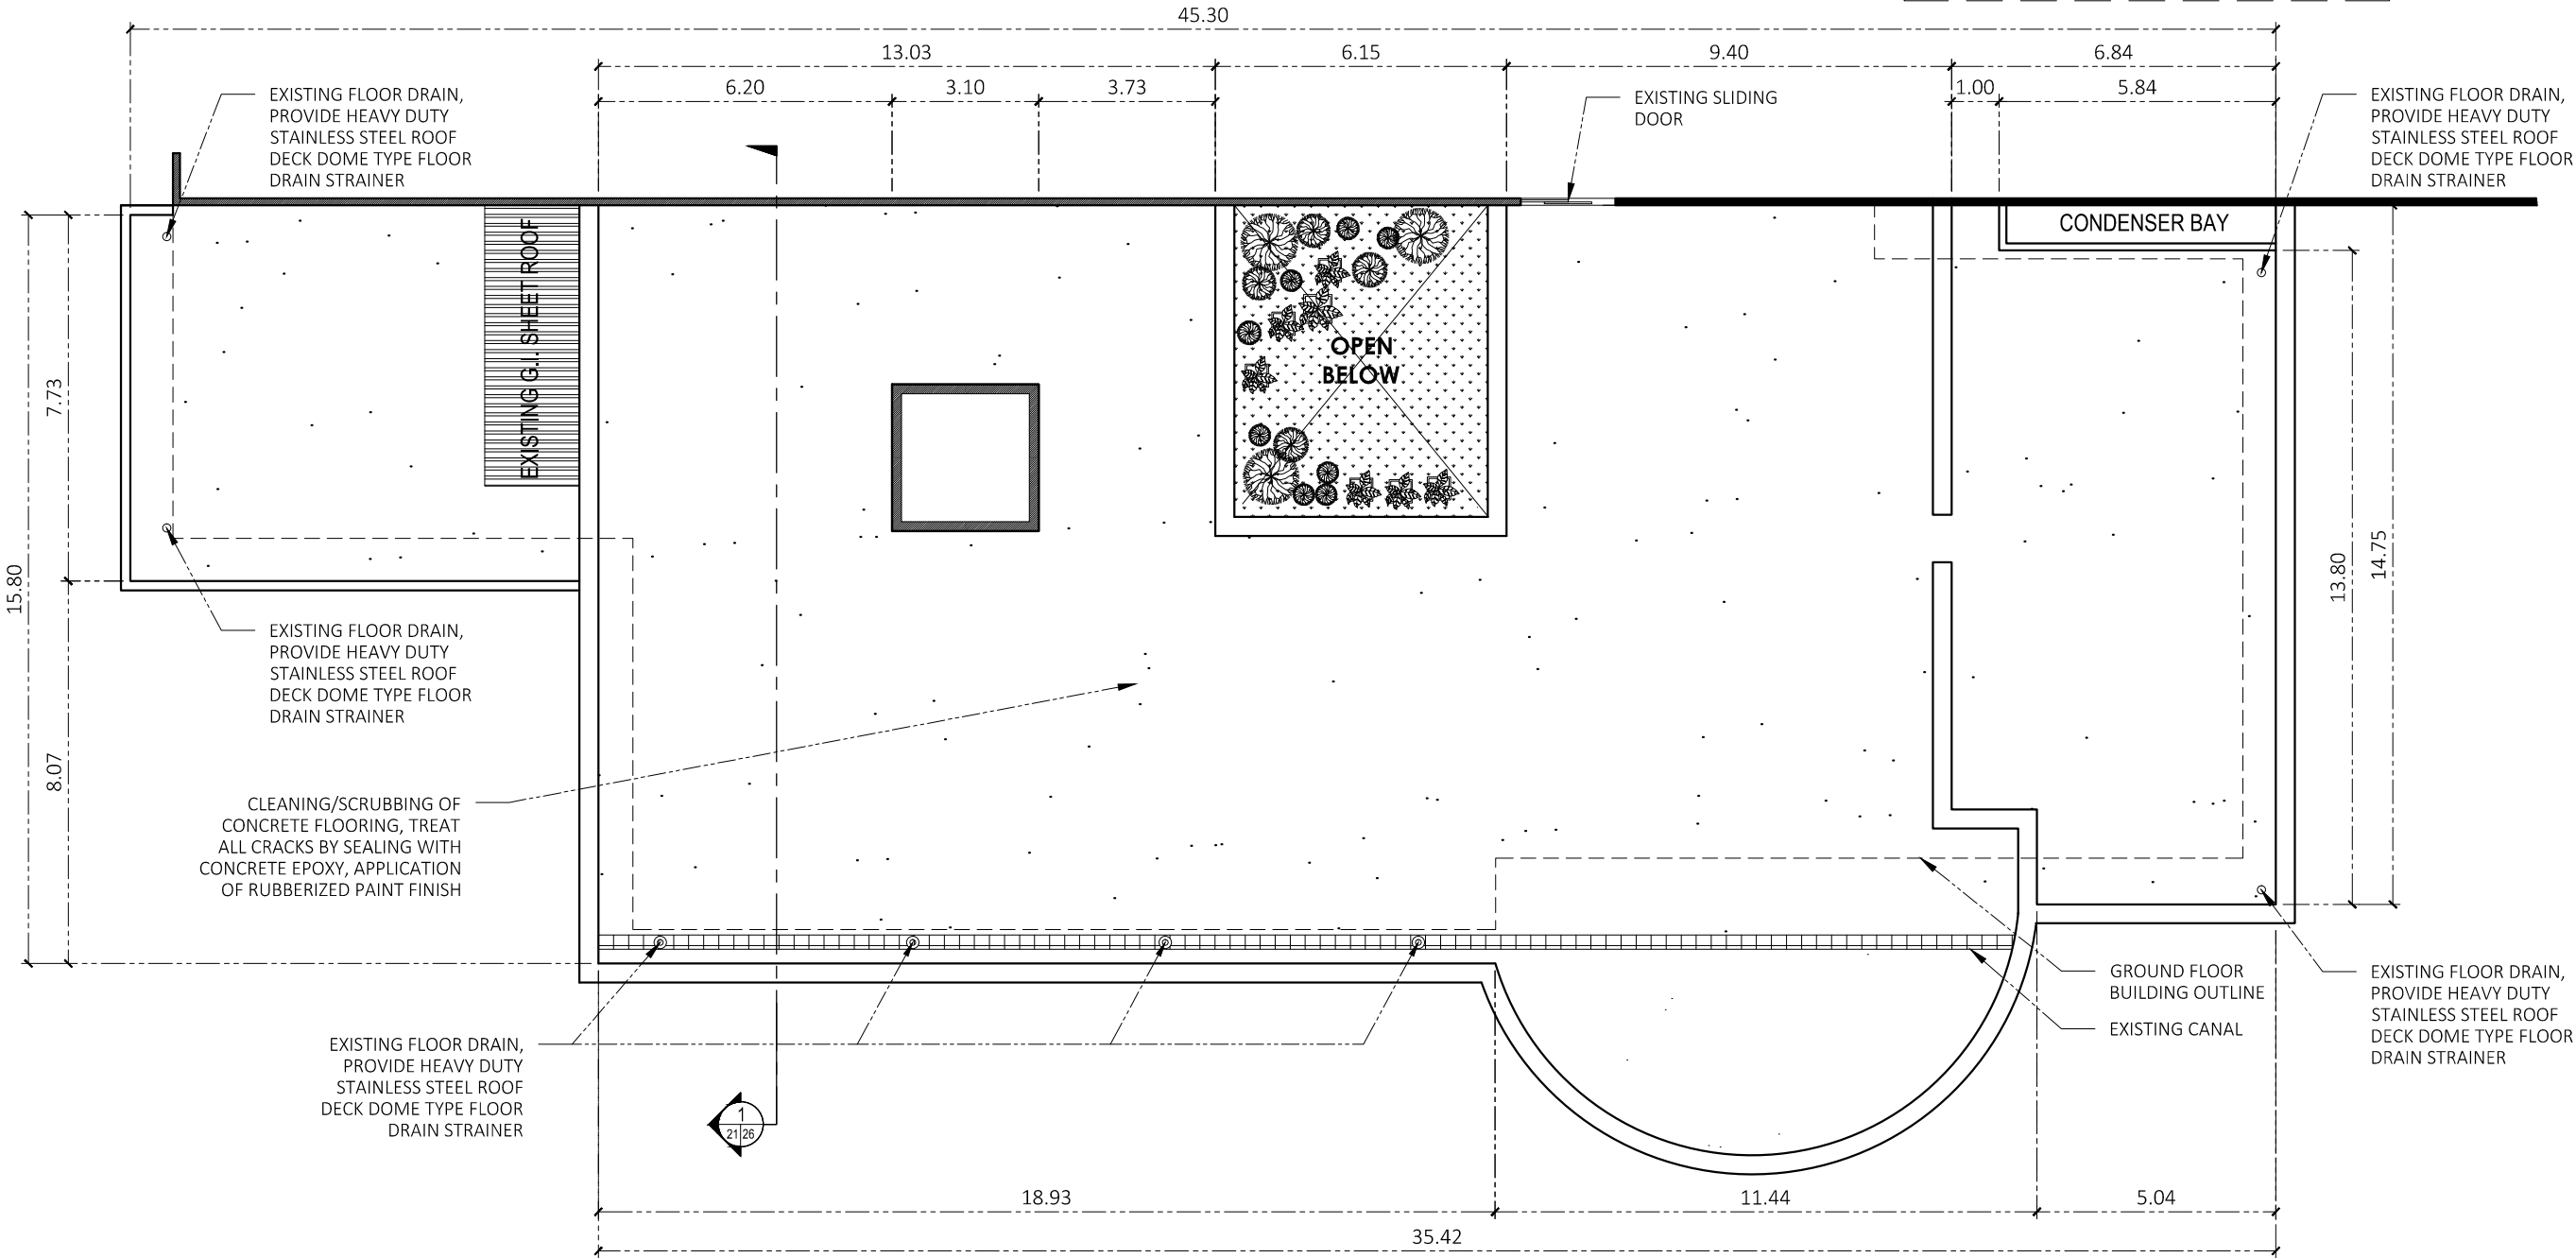 45.30
13.03
6.15
9.40
6.84
6.20
3.10
3.73
1.00
5.84
EXISTING FLOOR DRAIN,
PROVIDE HEAVY DUTY
STAINLESS STEEL ROOF
DECK DOME TYPE FLOOR
DRAIN STRAINER
EXISTING SLIDING
DOOR
EXISTING FLOOR DRAIN,
PROVIDE HEAVY DUTY
STAINLESS STEEL ROOF
DECK DOME TYPE FLOOR
DRAIN STRAINER
CONDENSER BAY
EXISTING G.I. SHEET ROOF
OPEN
BELOW
7.73
15.80
8.07
13.80
14.75
EXISTING FLOOR DRAIN,
PROVIDE HEAVY DUTY
STAINLESS STEEL ROOF
DECK DOME TYPE FLOOR
DRAIN STRAINER
CLEANING/SCRUBBING OF
CONCRETE FLOORING, TREAT
ALL CRACKS BY SEALING WITH
CONCRETE EPOXY, APPLICATION
OF RUBBERIZED PAINT FINISH
GROUND FLOOR
BUILDING OUTLINE
EXISTING CANAL
EXISTING FLOOR DRAIN,
PROVIDE HEAVY DUTY
STAINLESS STEEL ROOF
DECK DOME TYPE FLOOR
DRAIN STRAINER
EXISTING FLOOR DRAIN,
PROVIDE HEAVY DUTY
STAINLESS STEEL ROOF
DECK DOME TYPE FLOOR
DRAIN STRAINER
1
21 26
18.93
11.44
5.04
35.42